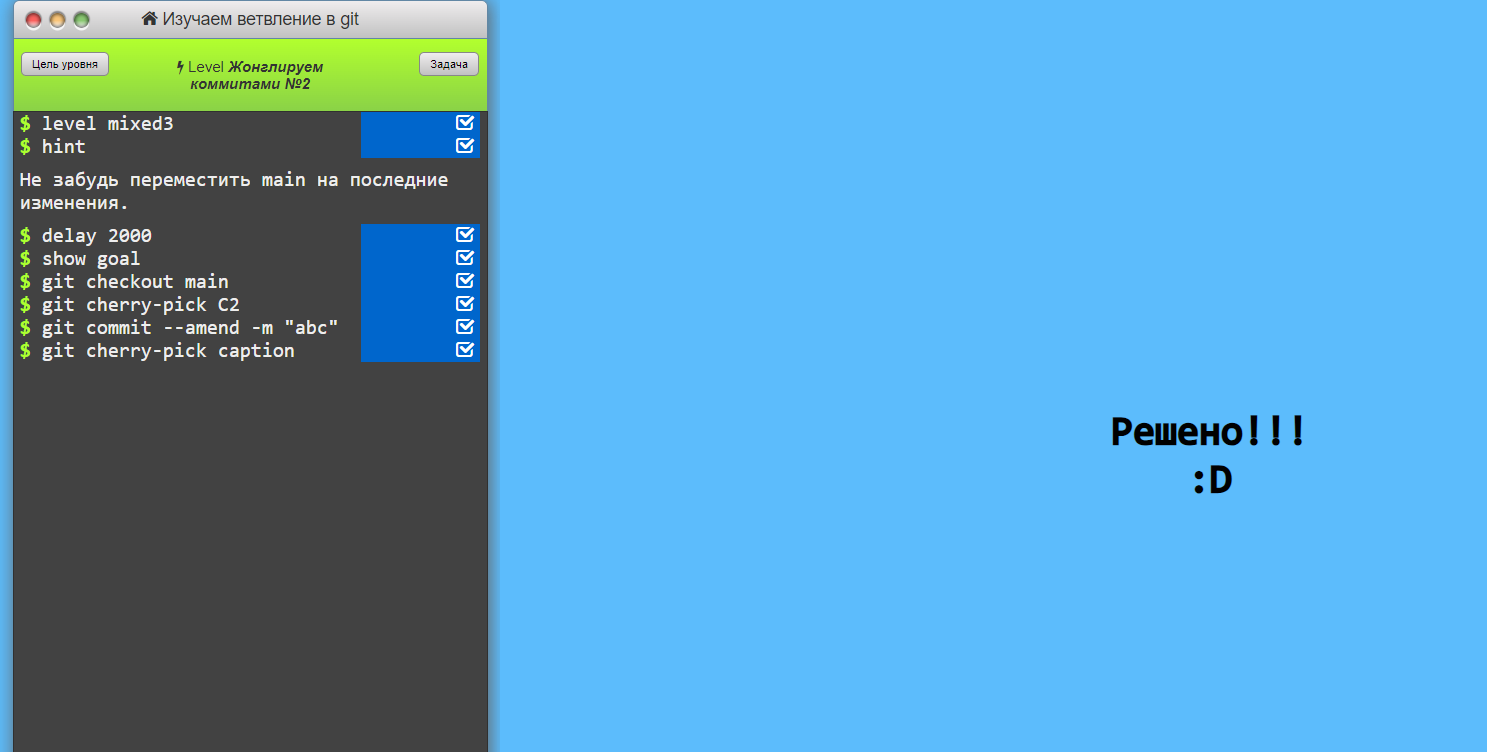 Изучаем ветвление в git
Цель уровня
Level Жонглируем
коммитами №2
Задача
$ level mixed3
$ hint
Не забудь переместить main на последние
изменения.
$ delay 2000
$ show goal
$ git checkout main
$ git cherry-pick C2
$ git commit --amend -m "abc"
$ git cherry-pick caption
Решено!!!
:D